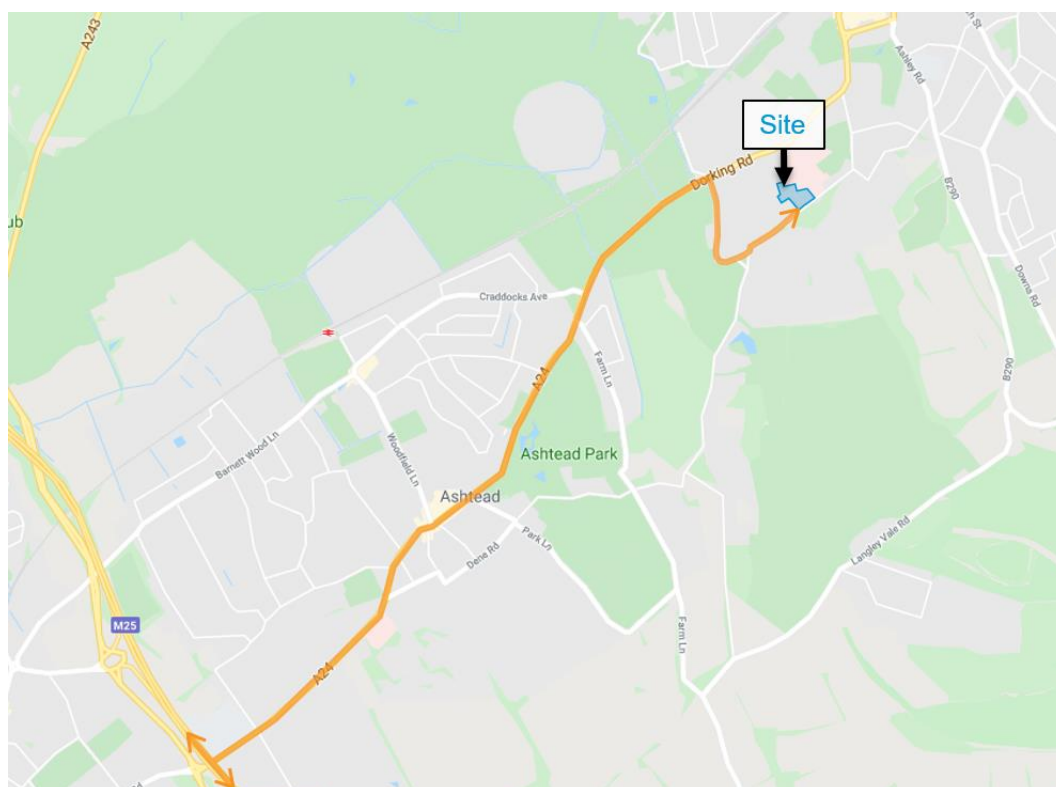 A243
Ashley Rd
h St
Site
Dorking Rd
B290
ub
Downs Rd
Craddocks Ave
A24
Farm Ln
B290
Barnett Wood Ln
Woodfield Ln
Ashtead Park
Ashtead
Park Ln
Langley Vale Rd
Dene Rd
M25
Farm Ln
A24